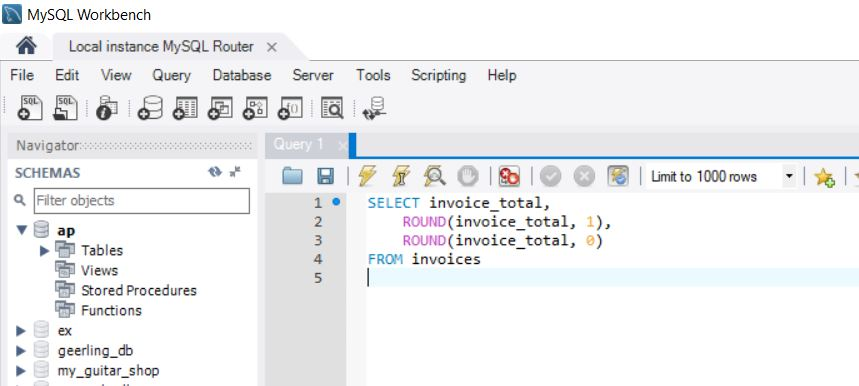 MySQL Workbench
Local instance MySQL Router
File Edit View Query Database Server Tools Scripting Help
SQL SQL
Navigator
Query 1
SCHEMAS
Limit to 1000 rows
Filter objects
1 SELECT invoice_total,
2 ROUND(invoice_total, 1),
3 ROUND(invoice_total, 0)
4 FROM invoices
5
ap
Tables
Views
Stored Procedures
Functions
ex
geerling_db
my_guitar_shop